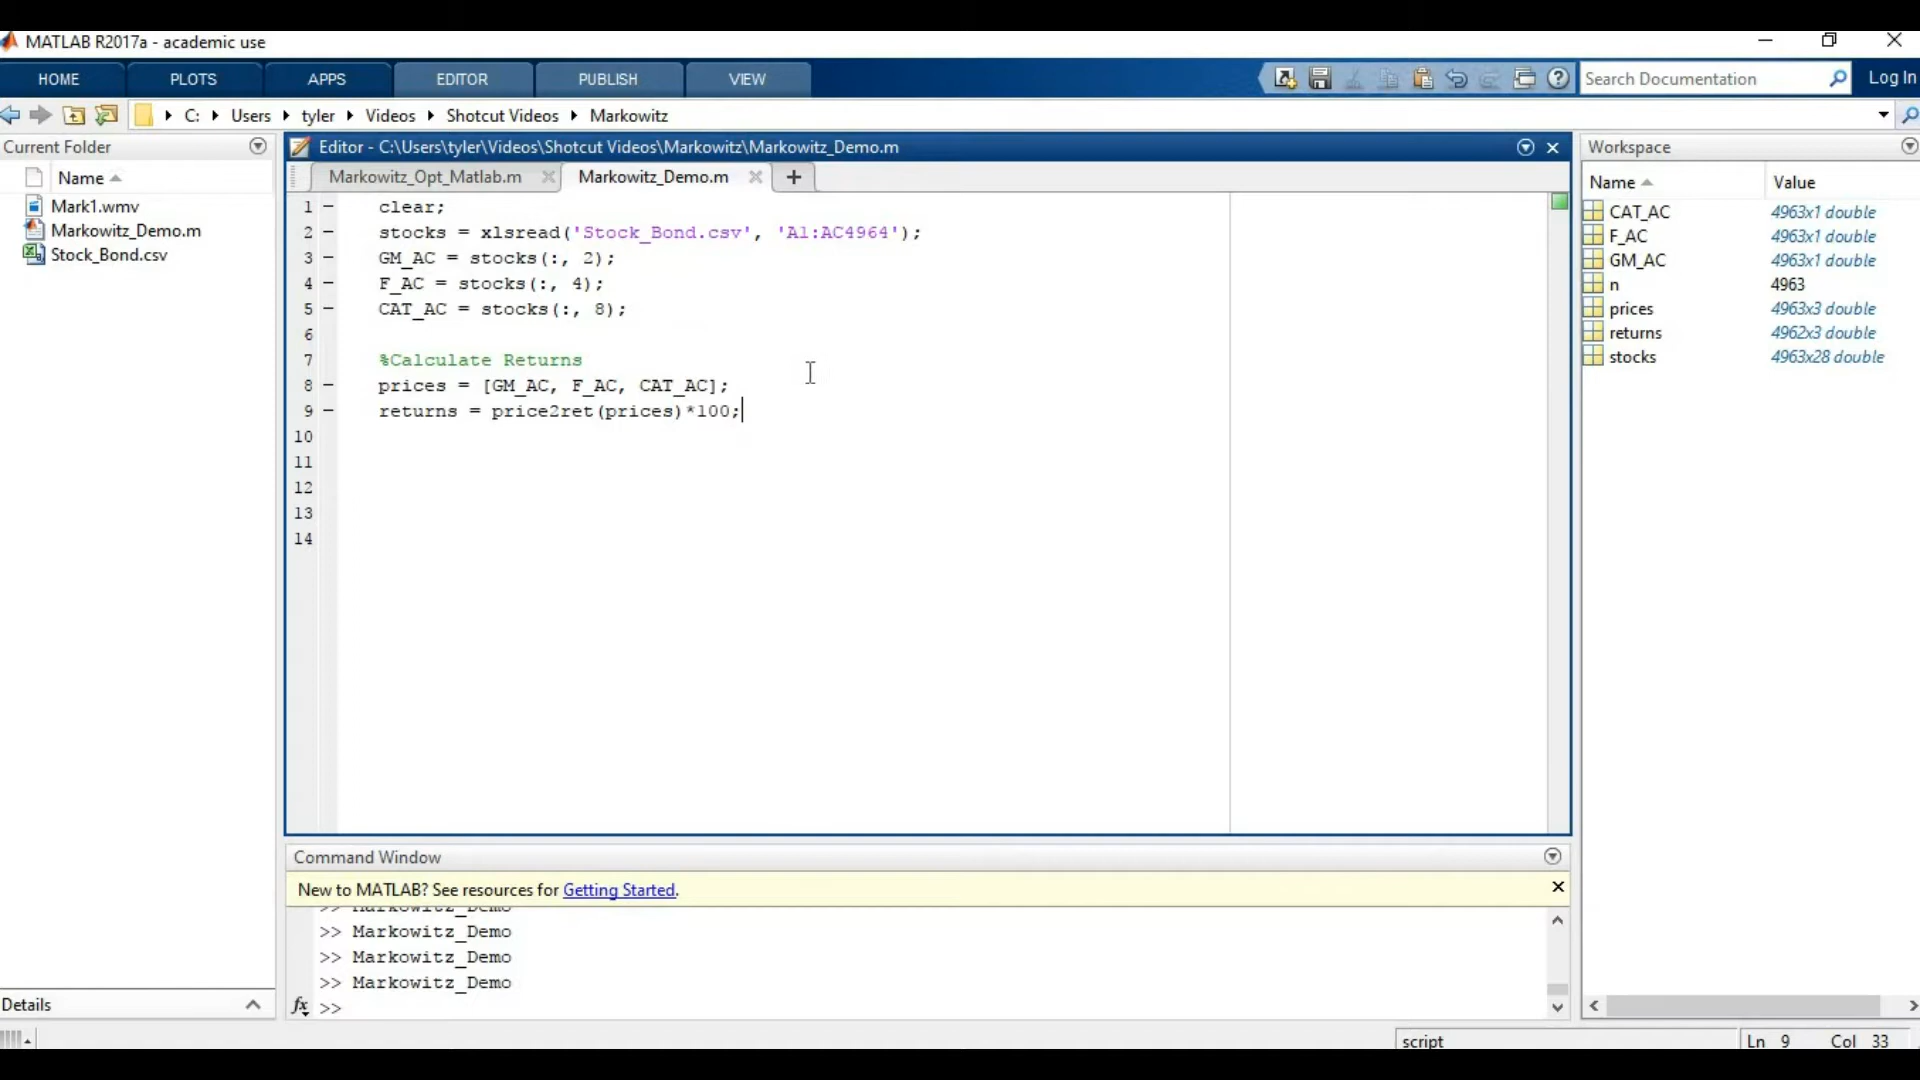 MATLAB R2017a - academic use
HOME PLOTS APPS EDITOR PUBLISH VIEW Search Documentation Log In
C: Users tyler Videos Shotcut Videos Markowitz
Current Folder
Name
Mark1.wmv
Markowitz_Demo.m
Stock_Bond.csv
Details
Editor - C:\Users\tyler\Videos\Shotcut Videos\Markowitz\Markowitz_Demo.m
Markowitz_Opt_Matlab.m Markowitz_Demo.m +
1 - clear;
2 - stocks = xlsread('Stock_Bond.csv', 'A1:AC4964');
3 - GM_AC = stocks(:, 2);
4 - F_AC = stocks(:, 4);
5 - CAT_AC = stocks(:, 8);
6
7 %Calculate Returns
8 - prices = [GM_AC, F_AC, CAT_AC];
9 - returns = price2ret(prices)*100;
10
11
12
13
14
Command Window
New to MATLAB? See resources for Getting Started.
>> Markowitz_Demo
>> Markowitz_Demo
>> Markowitz_Demo
>> Markowitz_Demo
fx >>
Workspace
Name Value
CAT_AC 4963x1 double
F_AC 4963x1 double
GM_AC 4963x1 double
n 4963
prices 4963x3 double
returns 4962x3 double
stocks 4963x28 double
script Ln 9 Col 33